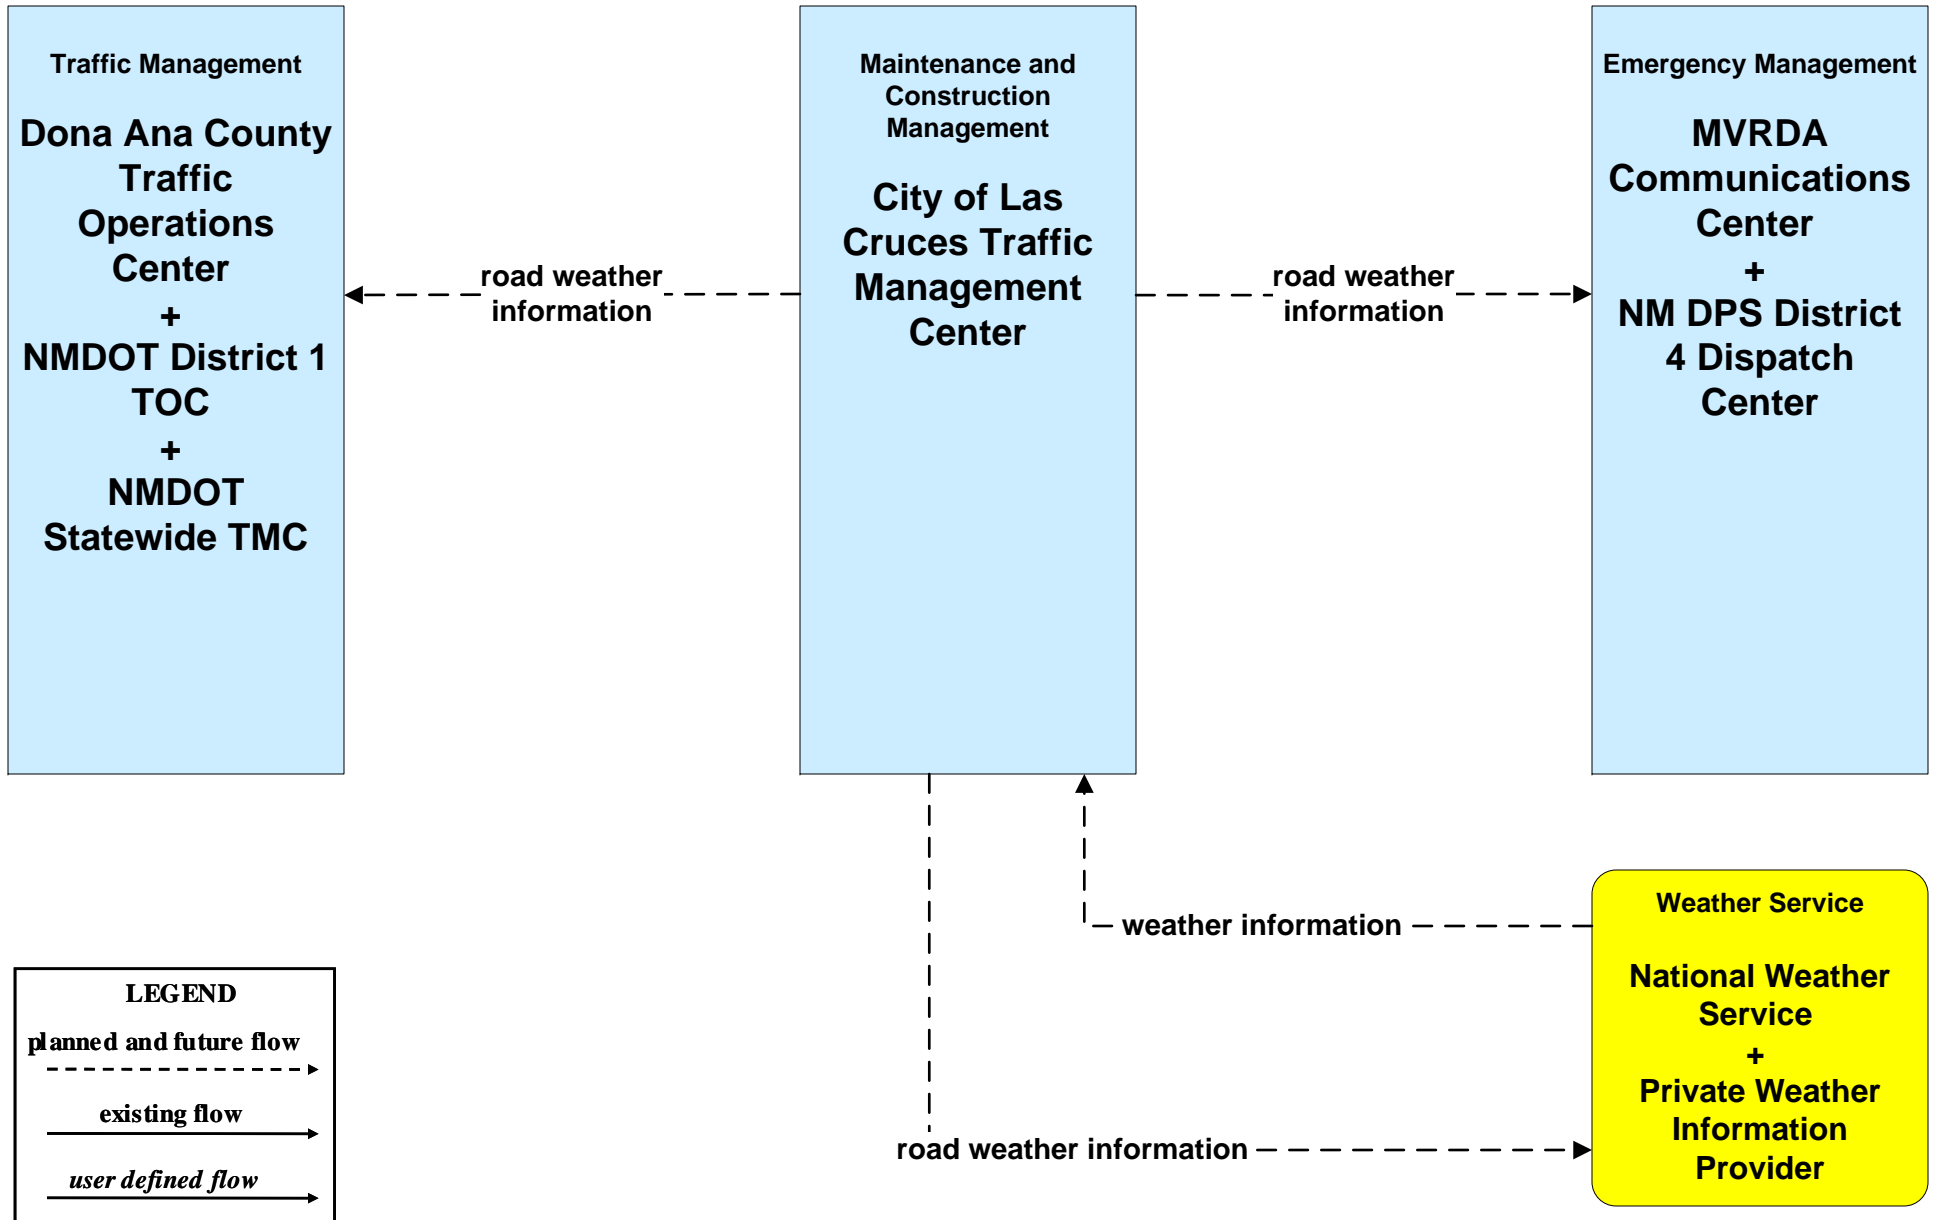 Traffic Management
Dona Ana County
Traffic
Operations
Center
+
NMDOT District 1
TOC
+
NMDOT
Statewide TMC
road weather
information
Maintenance and
Construction
Management
City of Las
Cruces Traffic
Management
Center
road weather
information
Emergency Management
MVRDA
Communications
Center
+
NM DPS District
4 Dispatch
Center
weather information
road weather information
Weather Service
National Weather
Service
+
Private Weather
Information
Provider
LEGEND
planned and future flow
existing flow
user defined flow